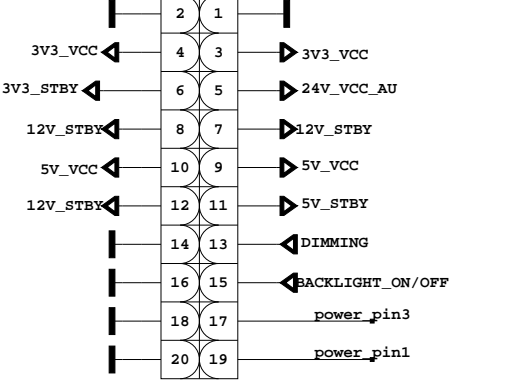 2 1
3V3_VCC 4 3 3V3_VCC
3V3_STBY 6 5 24V_VCC_AU
12V_STBY 8 7 12V_STBY
5V_VCC 10 9 5V_VCC
12V_STBY 12 11 5V_STBY
14 13 DIMMING
16 15 BACKLIGHT_ON/OFF
18 17 power_pin3
20 19 power_pin1